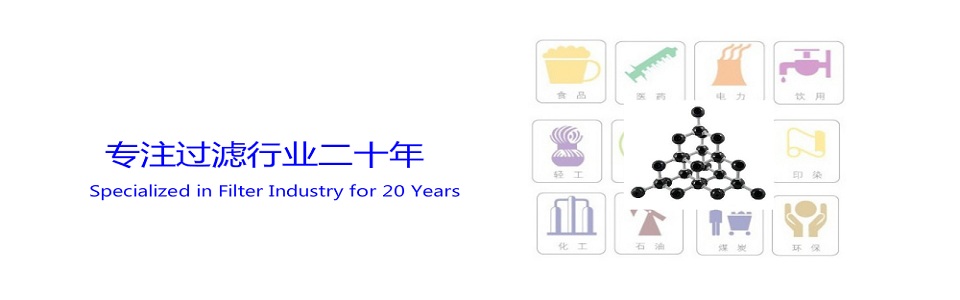 专注过滤行业二十年
Specialized in Filter Industry for 20 Years
食 品
医 药
电 力
饮 用
轻 工
印 染
化 工
石 油
煤 炭
环 保